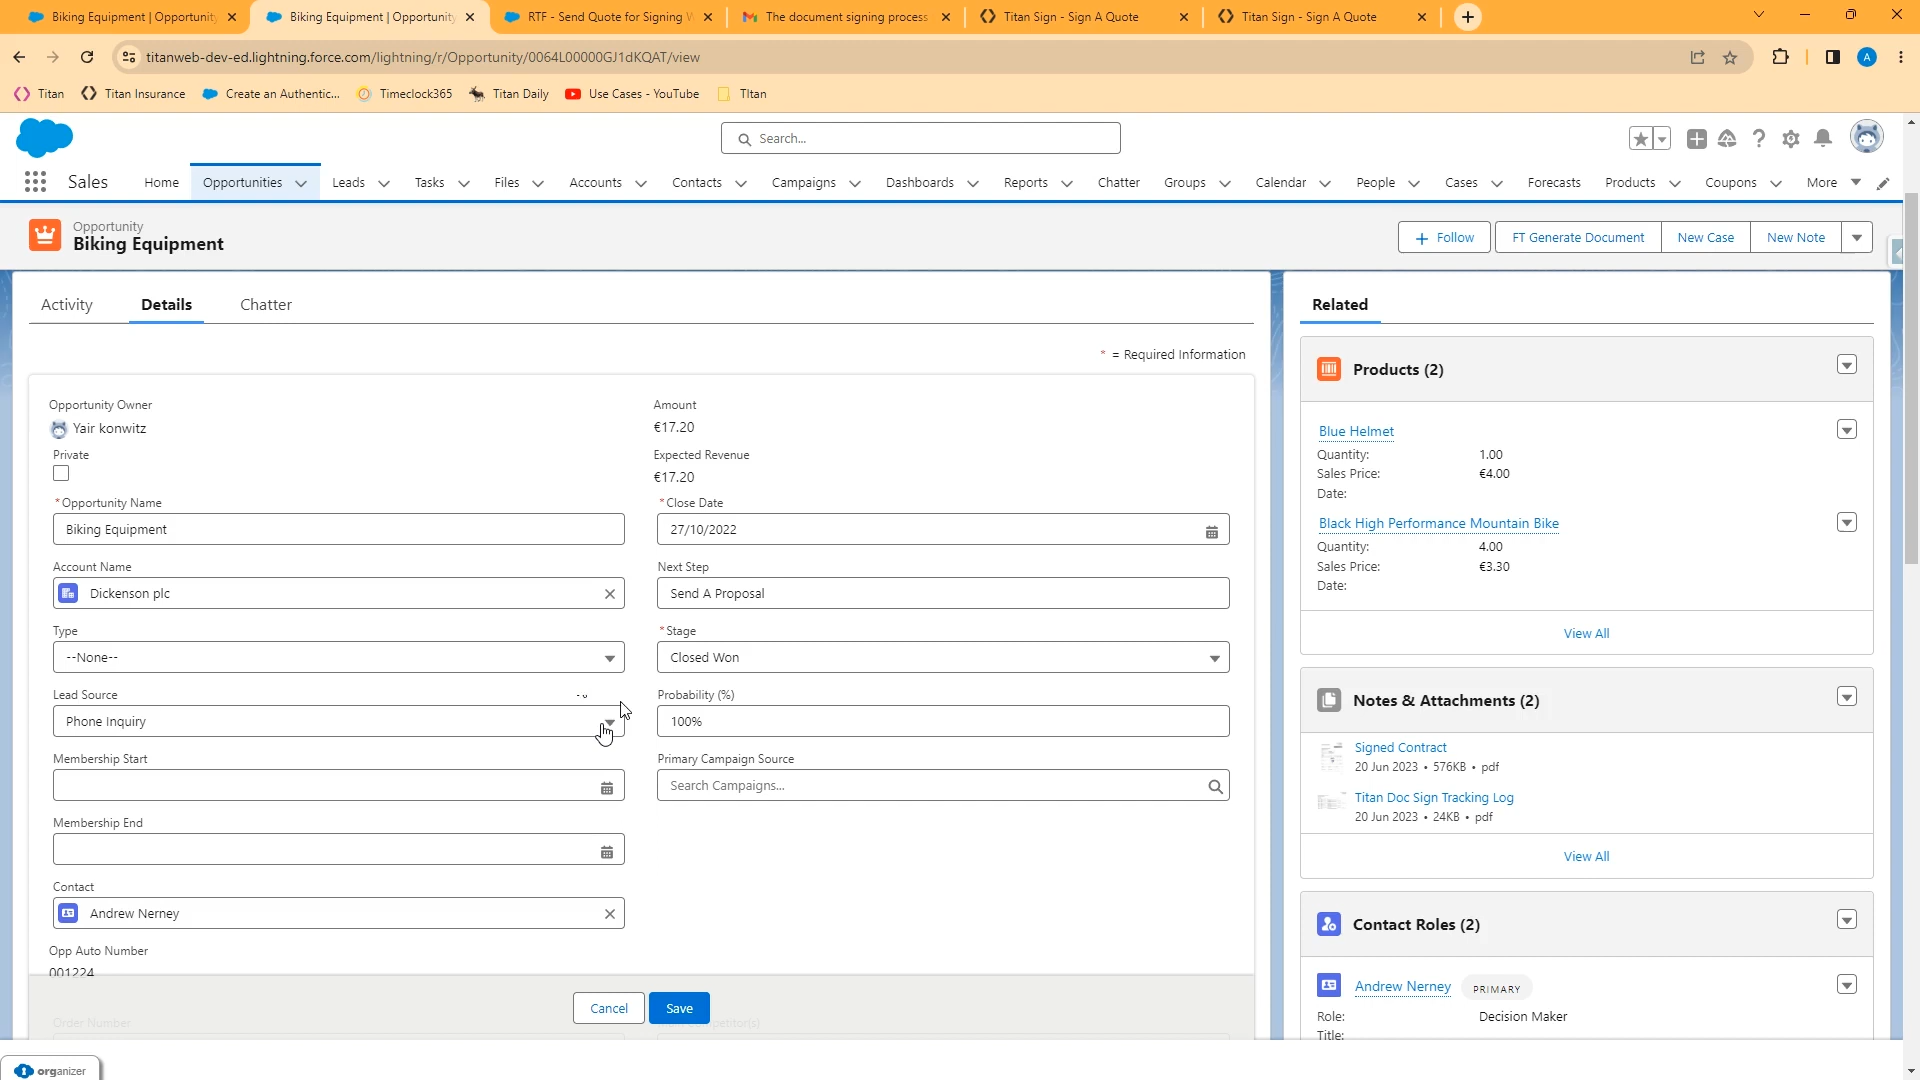 Biking Equipment | Opportunity
Biking Equipment | Opportunity
RTF - Send Quote for Signing
The document signing process
Titan Sign - Sign A Quote
Titan Sign - Sign A Quote
titanweb-dev-ed.lightning.force.com/lightning/r/Opportunity/0064L00000GJ1dKQAT/view
A
Titan
Titan Insurance
Create an Authentic...
Timeclock365
Titan Daily
Use Cases - YouTube
TItan
Search...
Sales
Home
Opportunities
Leads
Tasks
Files
Accounts
Contacts
Campaigns
Dashboards
Reports
Chatter
Groups
Calendar
People
Cases
Forecasts
Products
Coupons
More
Opportunity
Biking Equipment
Follow
FT Generate Document
New Case
New Note
Activity
Details
Chatter
* = Required Information
Opportunity Owner
Yair konwitz
Private
*Opportunity Name
Biking Equipment
Account Name
Dickenson plc
Type
--None--
Lead Source
Phone Inquiry
Membership Start
Membership End
Contact
Andrew Nerney
Opp Auto Number
001224
Order Number
Amount
€17.20
Expected Revenue
€17.20
*Close Date
27/10/2022
Next Step
Send A Proposal
*Stage
Closed Won
Probability (%)
100%
Primary Campaign Source
Search Campaigns...
Cancel
Save
Related
Products (2)
Blue Helmet
Quantity: 1.00
Sales Price: €4.00
Date:
Black High Performance Mountain Bike
Quantity: 4.00
Sales Price: €3.30
Date:
View All
Notes & Attachments (2)
Signed Contract
20 Jun 2023 • 576KB • pdf
Titan Doc Sign Tracking Log
20 Jun 2023 • 24KB • pdf
View All
Contact Roles (2)
Andrew Nerney PRIMARY
Role: Decision Maker
Title:
organizer